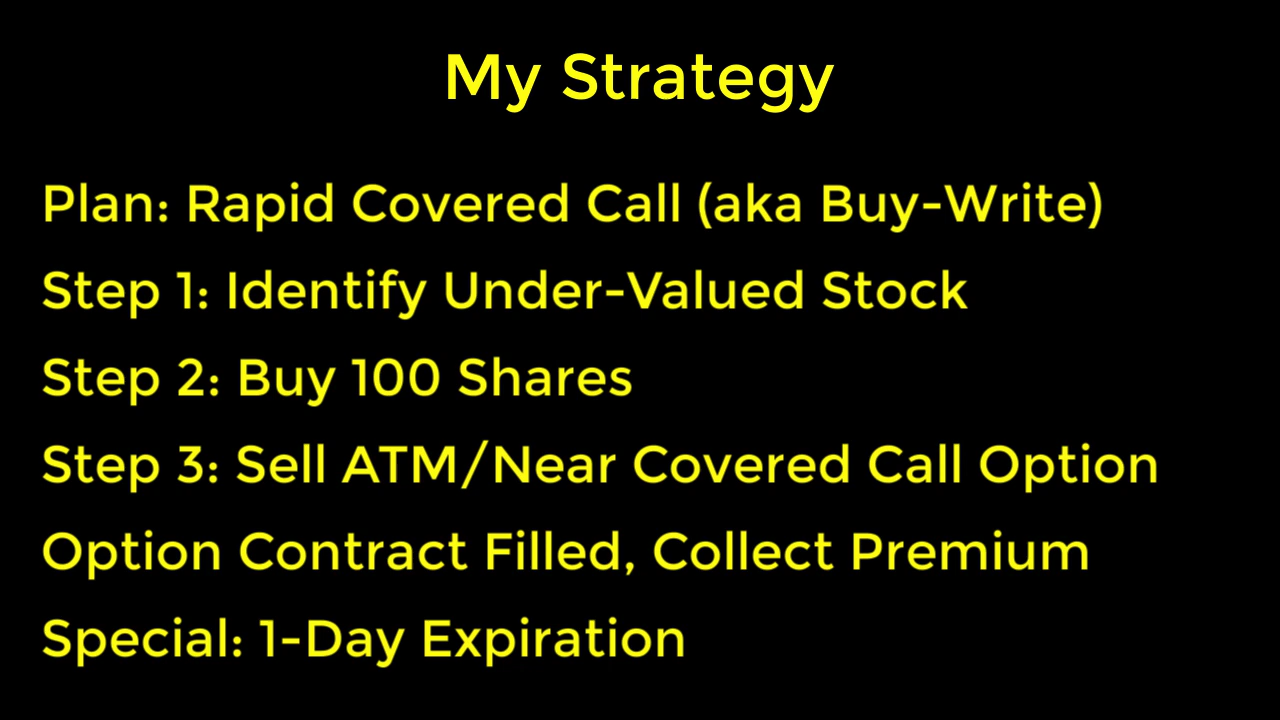 My Strategy
Plan: Rapid Covered Call (aka Buy-Write)
Step 1: Identify Under-Valued Stock
Step 2: Buy 100 Shares
Step 3: Sell ATM/Near Covered Call Option
Option Contract Filled, Collect Premium
Special: 1-Day Expiration